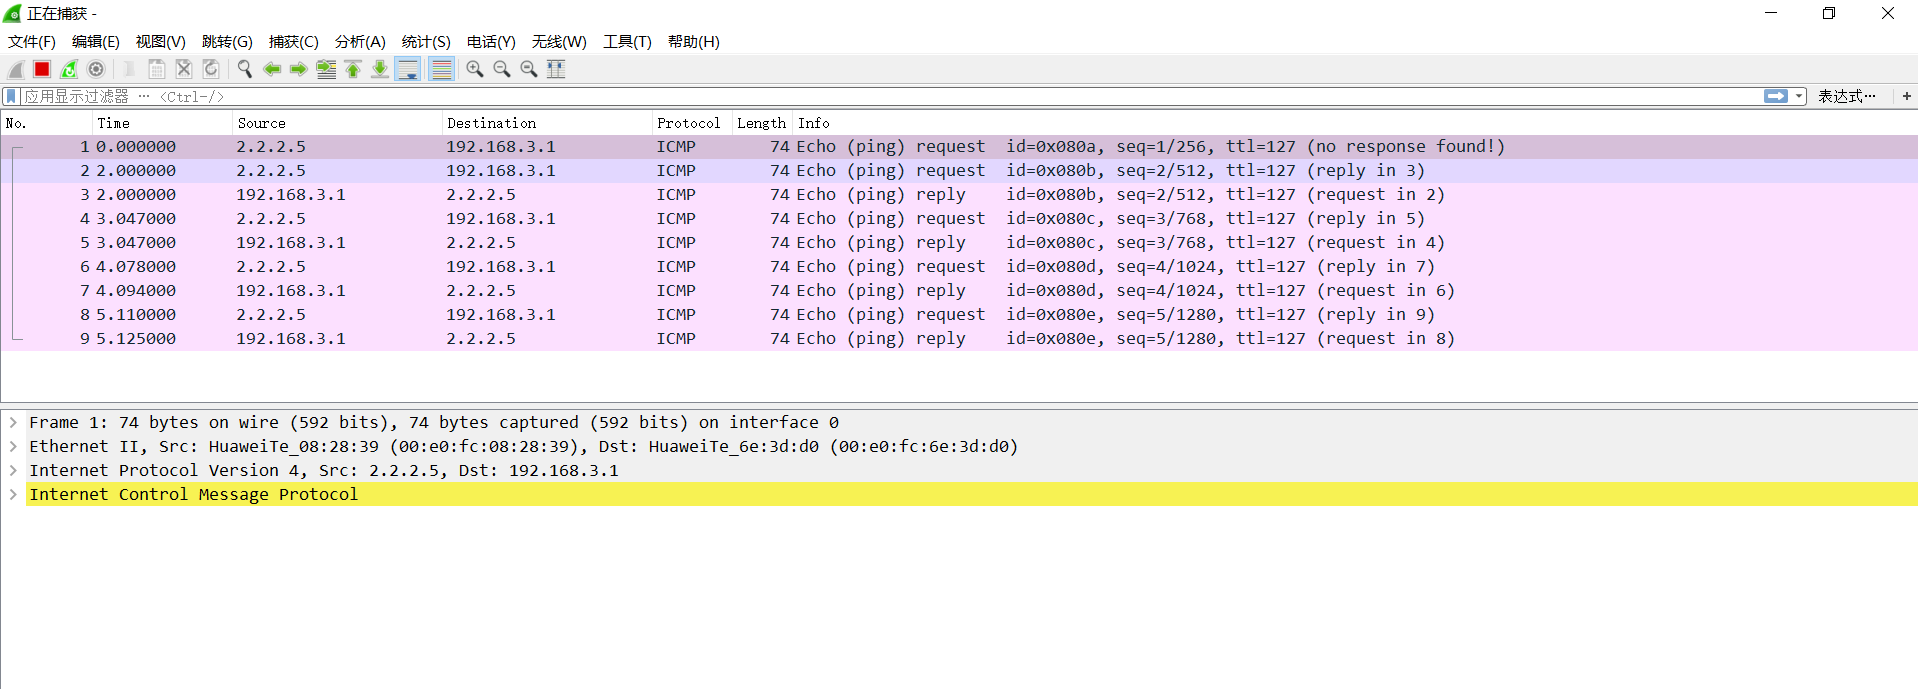 正在捕获 -
文件(F) 编辑(E) 视图(V) 跳转(G) 捕获(C) 分析(A) 统计(S) 电话(Y) 无线(W) 工具(T) 帮助(H)
应用显示过滤器 … <Ctrl-/> 表达式… +
No. Time Source Destination Protocol Length Info
1 0.000000 2.2.2.5 192.168.3.1 ICMP 74 Echo (ping) request id=0x080a, seq=1/256, ttl=127 (no response found!)
2 2.000000 2.2.2.5 192.168.3.1 ICMP 74 Echo (ping) request id=0x080b, seq=2/512, ttl=127 (reply in 3)
3 2.000000 192.168.3.1 2.2.2.5 ICMP 74 Echo (ping) reply id=0x080b, seq=2/512, ttl=127 (request in 2)
4 3.047000 2.2.2.5 192.168.3.1 ICMP 74 Echo (ping) request id=0x080c, seq=3/768, ttl=127 (reply in 5)
5 3.047000 192.168.3.1 2.2.2.5 ICMP 74 Echo (ping) reply id=0x080c, seq=3/768, ttl=127 (request in 4)
6 4.078000 2.2.2.5 192.168.3.1 ICMP 74 Echo (ping) request id=0x080d, seq=4/1024, ttl=127 (reply in 7)
7 4.094000 192.168.3.1 2.2.2.5 ICMP 74 Echo (ping) reply id=0x080d, seq=4/1024, ttl=127 (request in 6)
8 5.110000 2.2.2.5 192.168.3.1 ICMP 74 Echo (ping) request id=0x080e, seq=5/1280, ttl=127 (reply in 9)
9 5.125000 192.168.3.1 2.2.2.5 ICMP 74 Echo (ping) reply id=0x080e, seq=5/1280, ttl=127 (request in 8)
Frame 1: 74 bytes on wire (592 bits), 74 bytes captured (592 bits) on interface 0
Ethernet II, Src: HuaweiTe_08:28:39 (00:e0:fc:08:28:39), Dst: HuaweiTe_6e:3d:d0 (00:e0:fc:6e:3d:d0)
Internet Protocol Version 4, Src: 2.2.2.5, Dst: 192.168.3.1
Internet Control Message Protocol